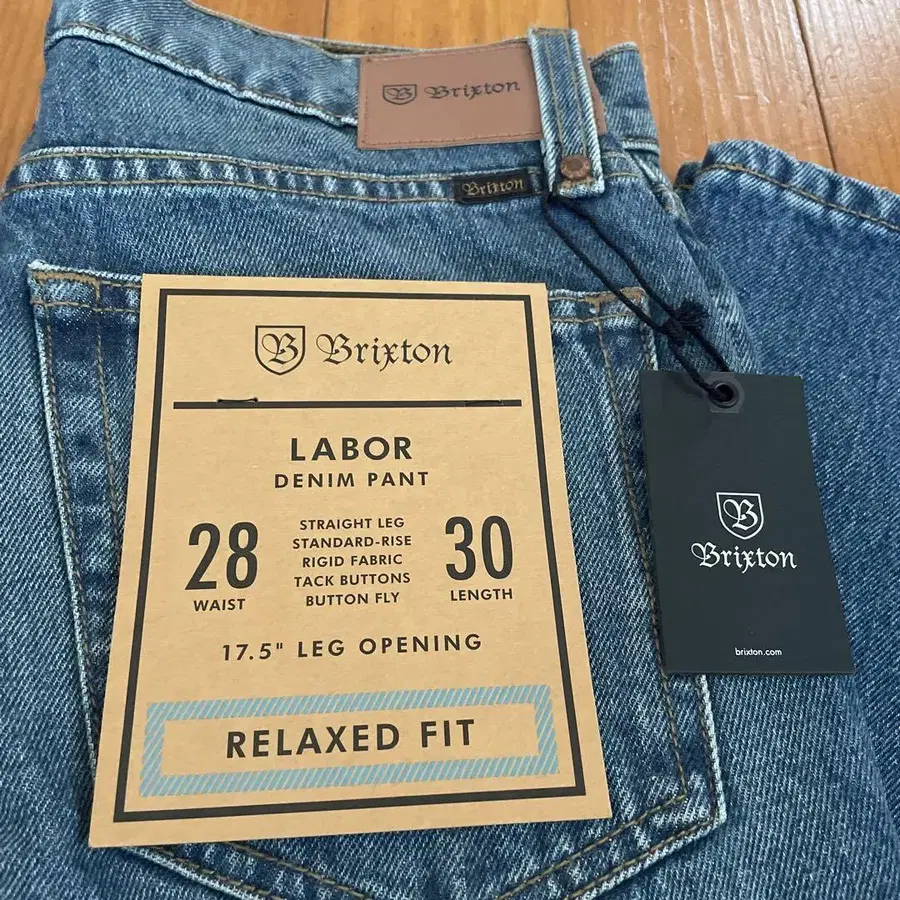 B Brixton
Brixton
B Brixton
LABOR
DENIM PANT
28
WAIST
STRAIGHT LEG
STANDARD-RISE
RIGID FABRIC
TACK BUTTONS
BUTTON FLY
30
LENGTH
17.5" LEG OPENING
RELAXED FIT
B
Brixton
brixton.com